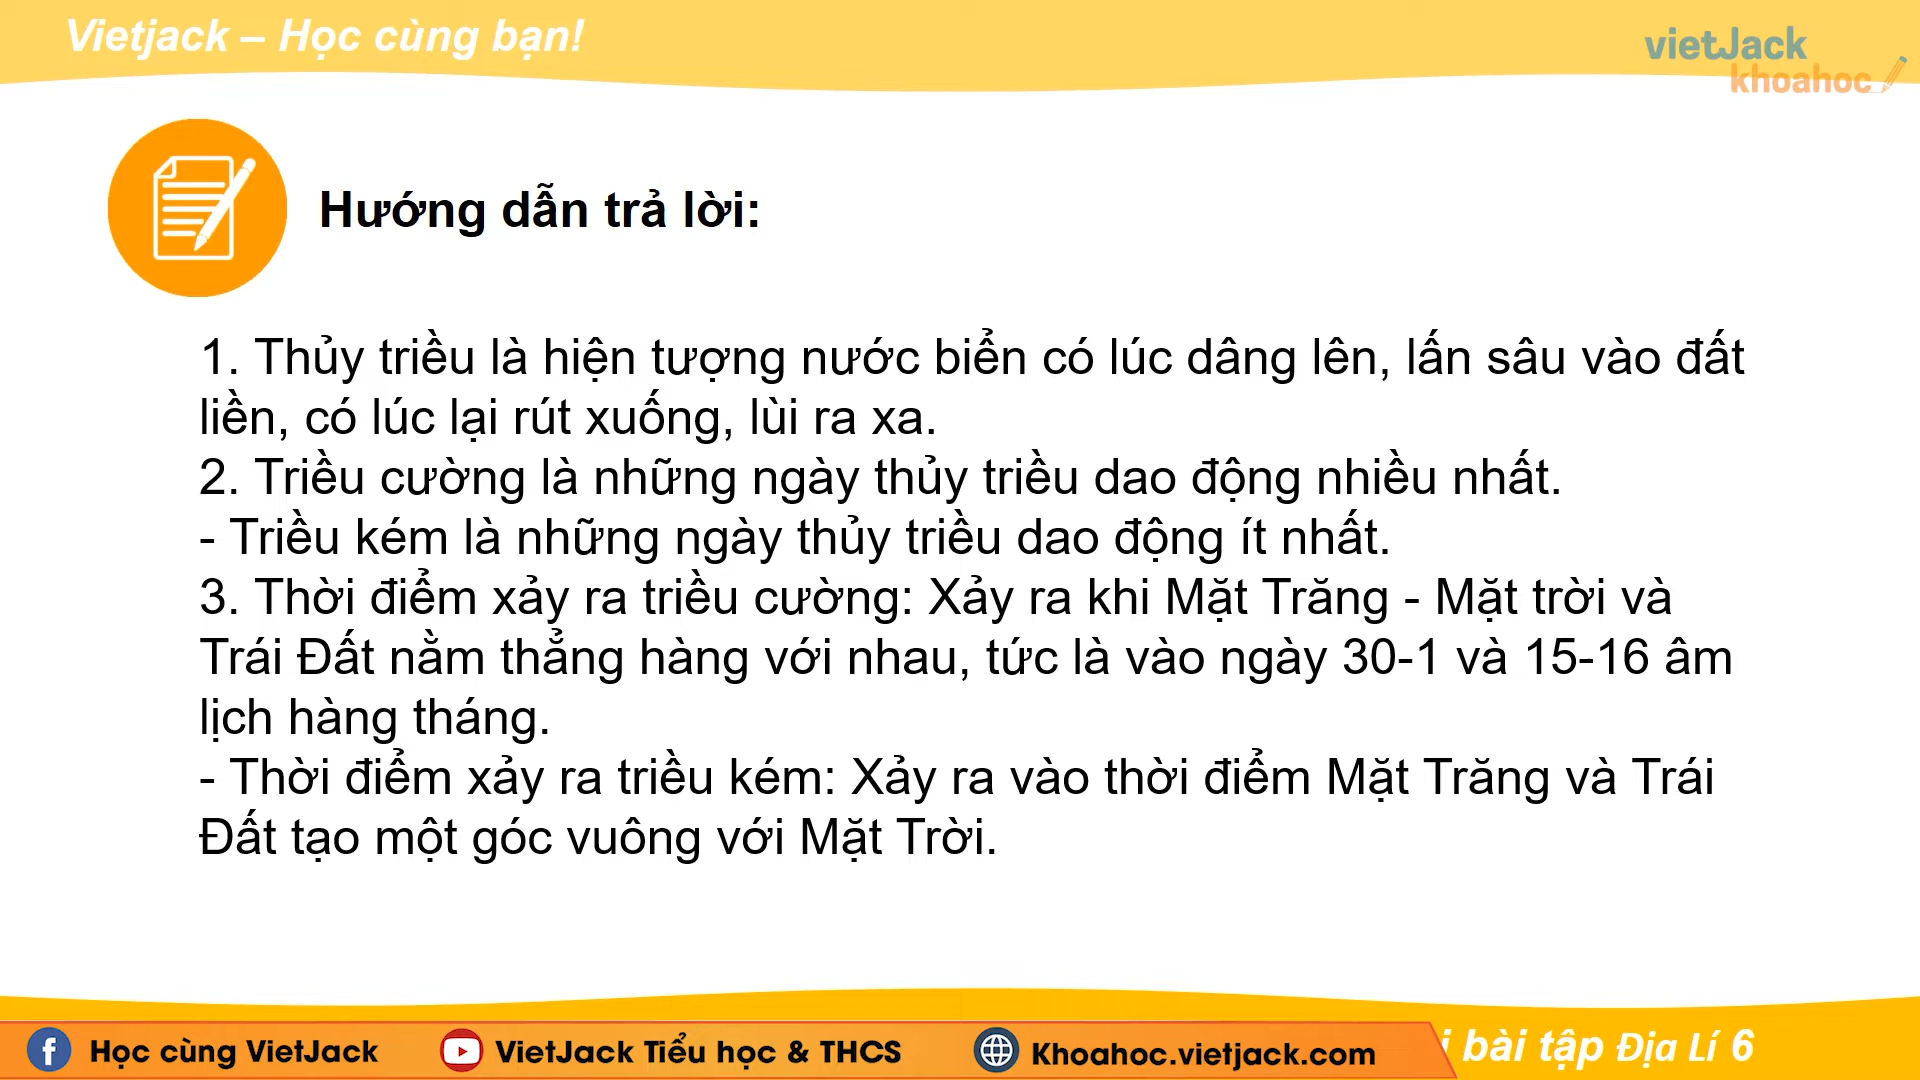 Vietjack – Học cùng bạn!
vietJack
khoahoc
Hướng dẫn trả lời:
1. Thủy triều là hiện tượng nước biển có lúc dâng lên, lấn sâu vào đất
liền, có lúc lại rút xuống, lùi ra xa.
2. Triều cường là những ngày thủy triều dao động nhiều nhất.
- Triều kém là những ngày thủy triều dao động ít nhất.
3. Thời điểm xảy ra triều cường: Xảy ra khi Mặt Trăng - Mặt trời và
Trái Đất nằm thẳng hàng với nhau, tức là vào ngày 30-1 và 15-16 âm
lịch hàng tháng.
- Thời điểm xảy ra triều kém: Xảy ra vào thời điểm Mặt Trăng và Trái
Đất tạo một góc vuông với Mặt Trời.
Học cùng VietJack
VietJack Tiểu học & THCS
Khoahoc.vietjack.com
bài tập Địa Lí 6